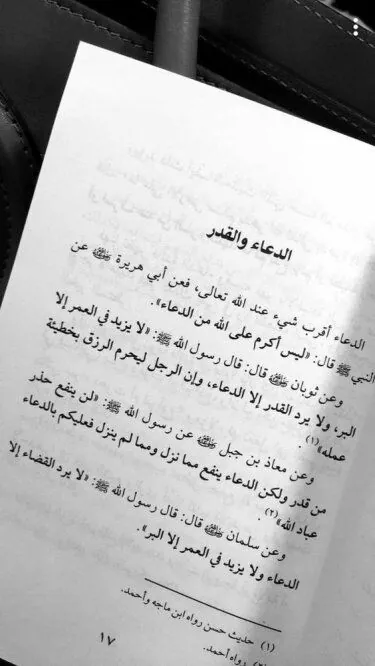 الدعاء والقدر
الدعاء أقرب شيء عند الله تعالى، فعن أبي هريرة ﷺ عن
النبي ﷺ قال: «ليس أكرم على الله من الدعاء».
وعن ثوبان ﷺ قال: قال رسول الله ﷺ: «لا يزيد في العمر إلا
البر، ولا يرد القدر إلا الدعاء، وإن الرجل ليحرم الرزق بخطيئة
عمله»(١).
وعن معاذ بن جبل ﷺ عن رسول الله ﷺ: «لن ينفع حذر
من قدر ولكن الدعاء ينفع مما نزل ومما لم ينزل فعليكم بالدعاء
عباد الله»(٢).
وعن سلمان ﷺ قال: قال رسول الله ﷺ: «لا يرد القضاء إلا
الدعاء ولا يزيد في العمر إلا البر».
(١) حديث حسن رواه ابن ماجه وأحمد.
رواه أحمد.
١٧